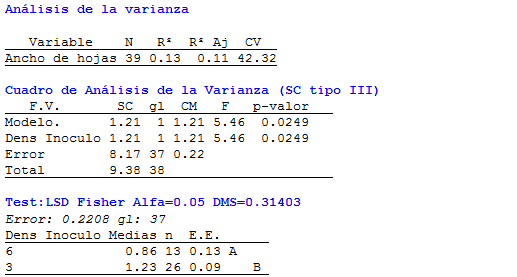 Análisis de la varianza
Variable N R² R² Aj CV
Ancho de hojas 39 0.13 0.11 42.32
Cuadro de Análisis de la Varianza (SC tipo III)
F.V. SC gl CM F p-valor
Modelo. 1.21 1 1.21 5.46 0.0249
Dens Inoculo 1.21 1 1.21 5.46 0.0249
Error 8.17 37 0.22
Total 9.38 38
Test:LSD Fisher Alfa=0.05 DMS=0.31403
Error: 0.2208 gl: 37
Dens Inoculo Medias n E.E.
6 0.86 13 0.13 A
3 1.23 26 0.09 B